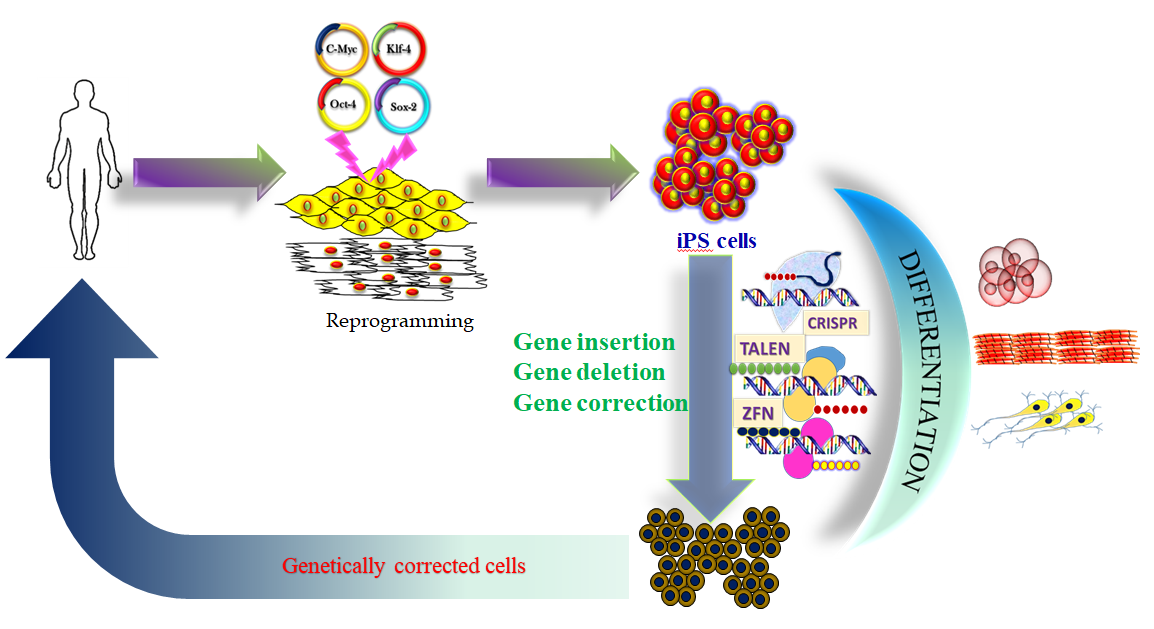 C-Myc
Klf-4
Oct-4
Sox-2
Reprogramming
iPS cells
Gene insertion
Gene deletion
Gene correction
CRISPR
TALEN
ZFN
DIFFERENTIATION
Genetically corrected cells